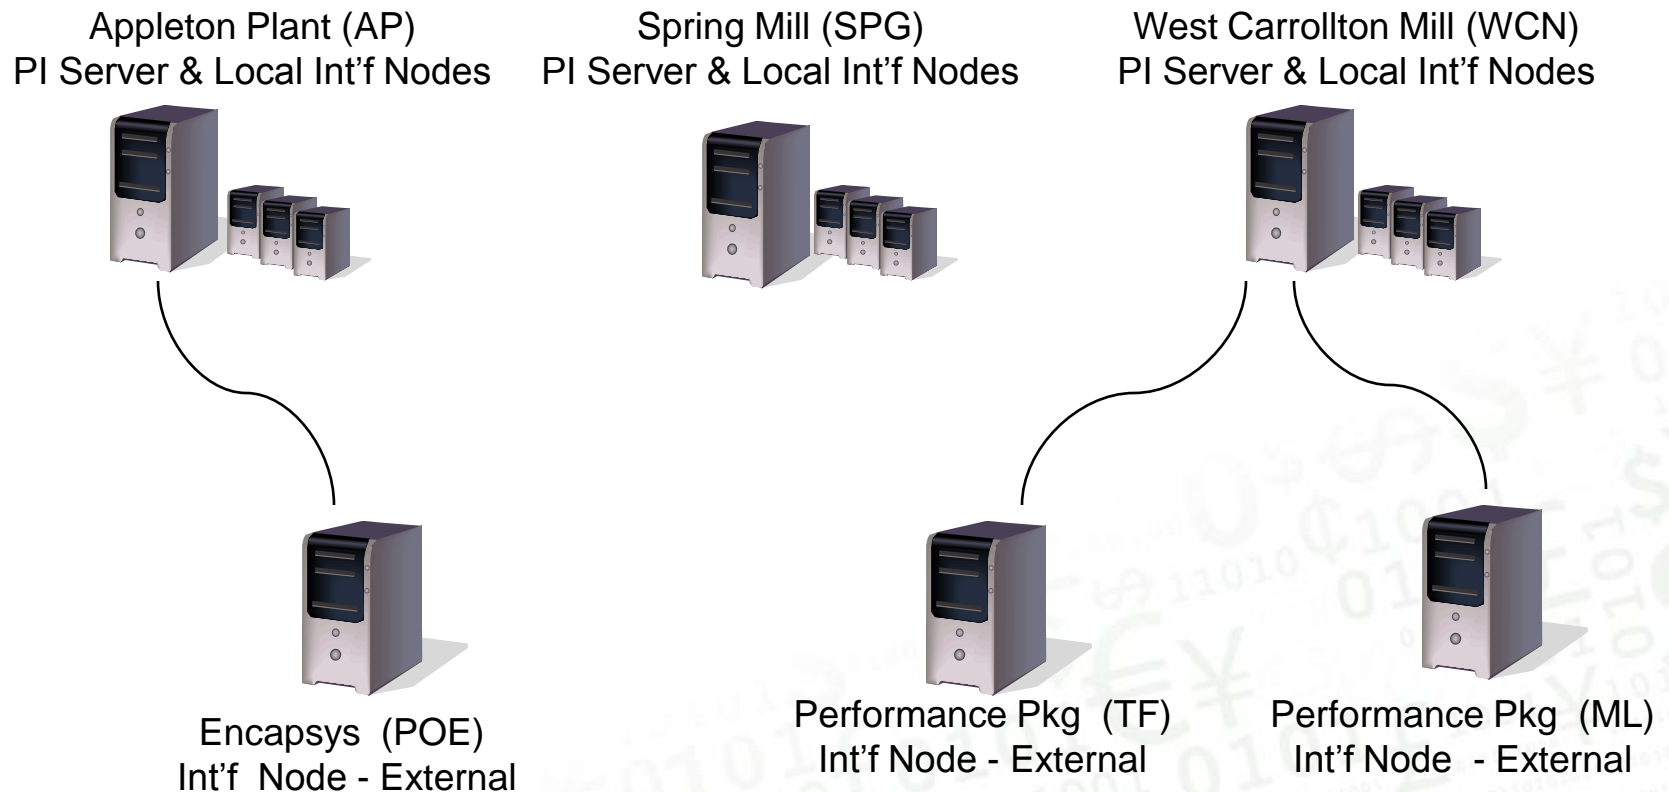 Appleton Plant (AP)
PI Server & Local Int'f Nodes
Spring Mill (SPG)
PI Server & Local Int'f Nodes
West Carrollton Mill (WCN)
PI Server & Local Int'f Nodes
Encapsys (POE)
Int'f Node - External
Performance Pkg (TF)
Int'f Node - External
Performance Pkg (ML)
Int'f Node - External